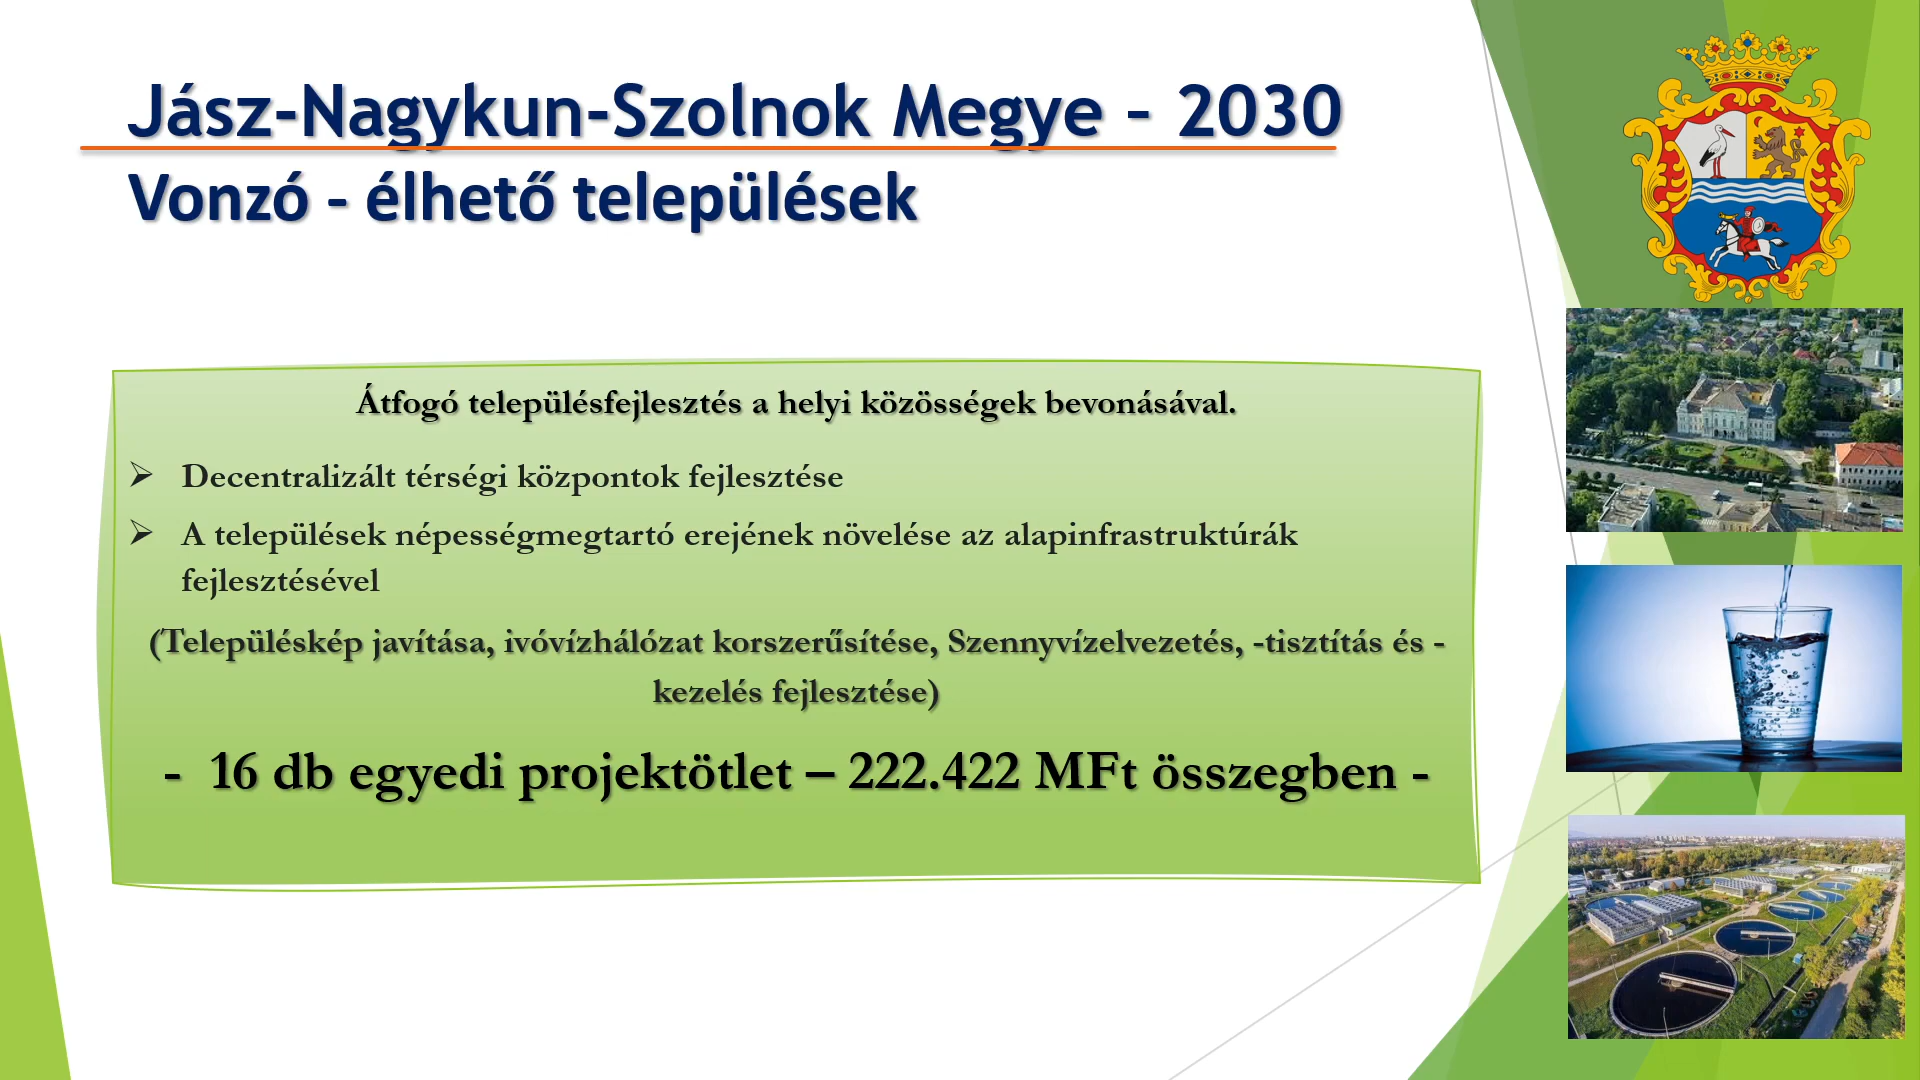 Jász-Nagykun-Szolnok Megye – 2030
Vonzó - élhető települések
Átfogó településfejlesztés a helyi közösségek bevonásával.
➢ Decentralizált térségi központok fejlesztése
➢ A települések népességmegtartó erejének növelése az alapinfrastruktúrák
fejlesztésével
(Településkép javítása, ivóvízhálózat korszerűsítése, Szennyvízelvezetés, -tisztítás és -
kezelés fejlesztése)
- 16 db egyedi projektötlet – 222.422 MFt összegben -